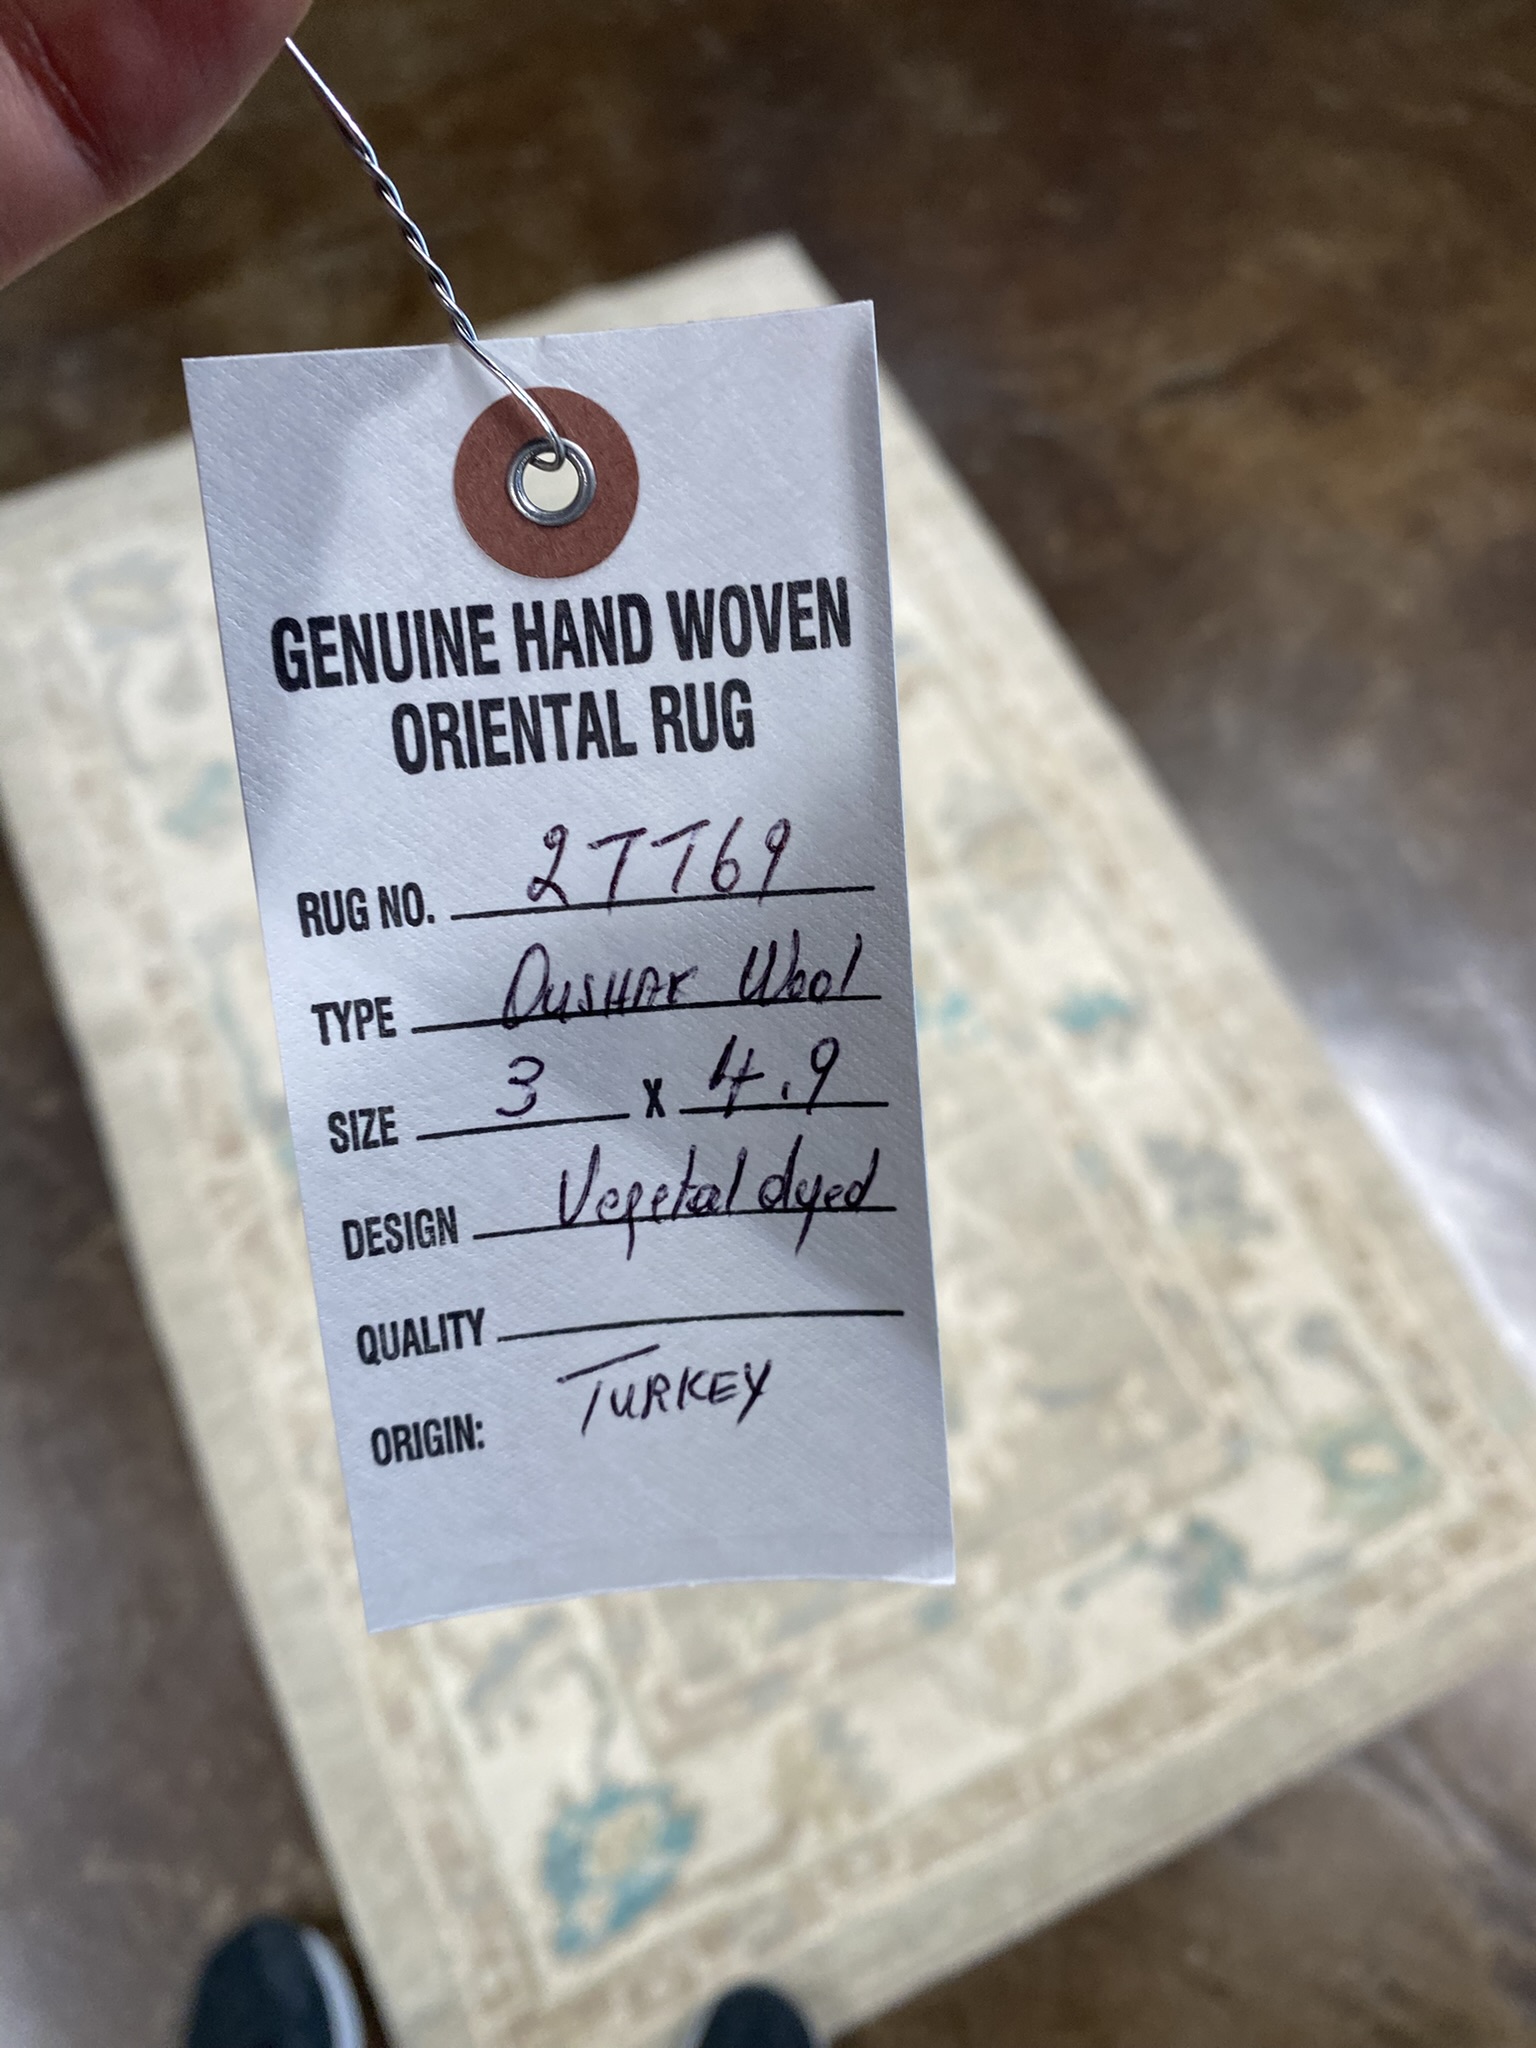 GENUINE HAND WOVEN
ORIENTAL RUG
RUG NO. 27769
TYPE OUSHAK Wool
SIZE 3 X 4.9
DESIGN Vegetal dyed
QUALITY
ORIGIN: TURKEY